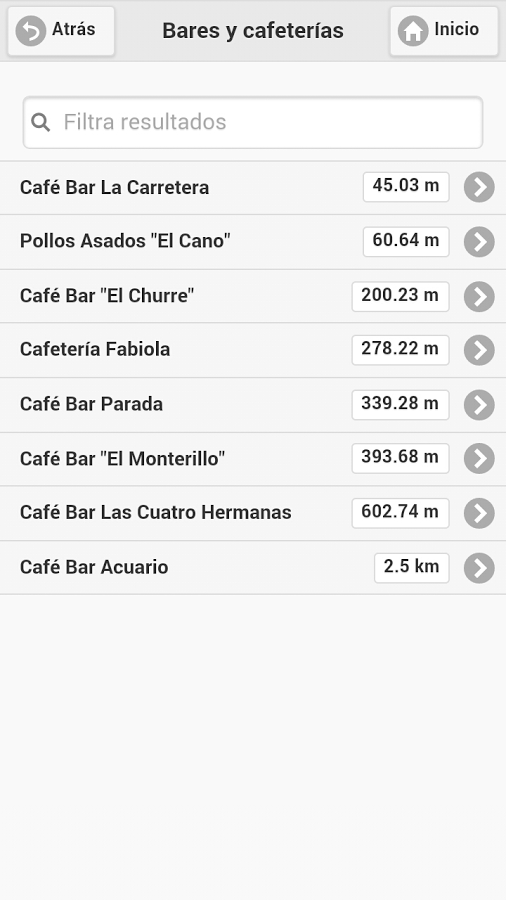 Atrás
Bares y cafeterías
Inicio
Filtra resultados
Café Bar La Carretera 45.03 m
Pollos Asados "El Cano" 60.64 m
Café Bar "El Churre" 200.23 m
Cafetería Fabiola 278.22 m
Café Bar Parada 339.28 m
Café Bar "El Monterillo" 393.68 m
Café Bar Las Cuatro Hermanas 602.74 m
Café Bar Acuario 2.5 km